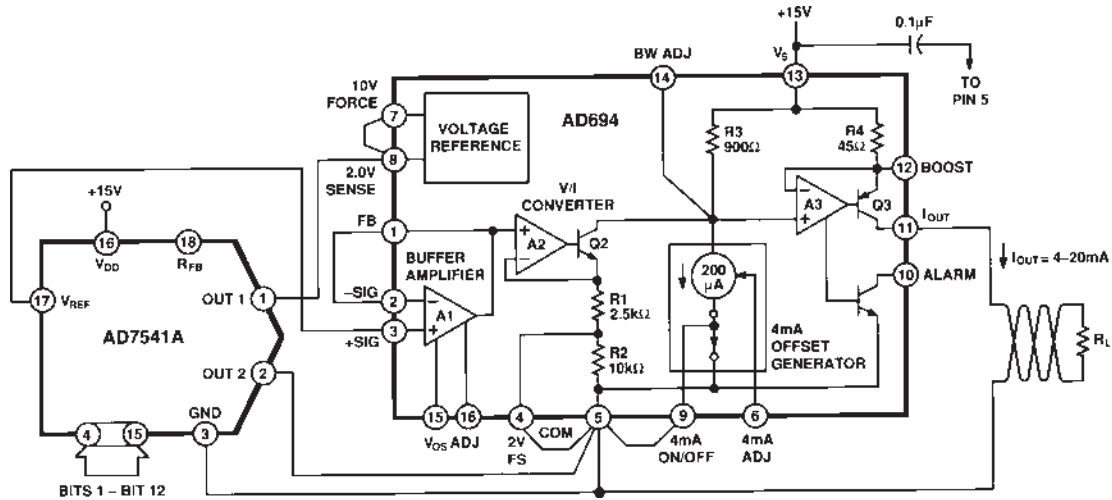 +15V
0.1μF
TO
PIN 5
VS
13
BW ADJ
14
10V
FORCE
7
8
2.0V
SENSE
VOLTAGE
REFERENCE
AD694
R3
900Ω
R4
45Ω
12
BOOST
V/I
CONVERTER
A3
Q3
11
IOUT
+15V
16
VDD
18
RFB
FB
1
A2
Q2
IOUT = 4–20mA
10
ALARM
17
VREF
OUT 1
1
BUFFER
AMPLIFIER
–SIG
2
A1
3
+SIG
R1
2.5kΩ
R2
10kΩ
200
μA
4mA
OFFSET
GENERATOR
RL
AD7541A
OUT 2
2
GND
3
4
15
BITS 1 – BIT 12
15
16
VOS ADJ
4
2V
FS
COM
5
9
4mA
ON/OFF
6
4mA
ADJ